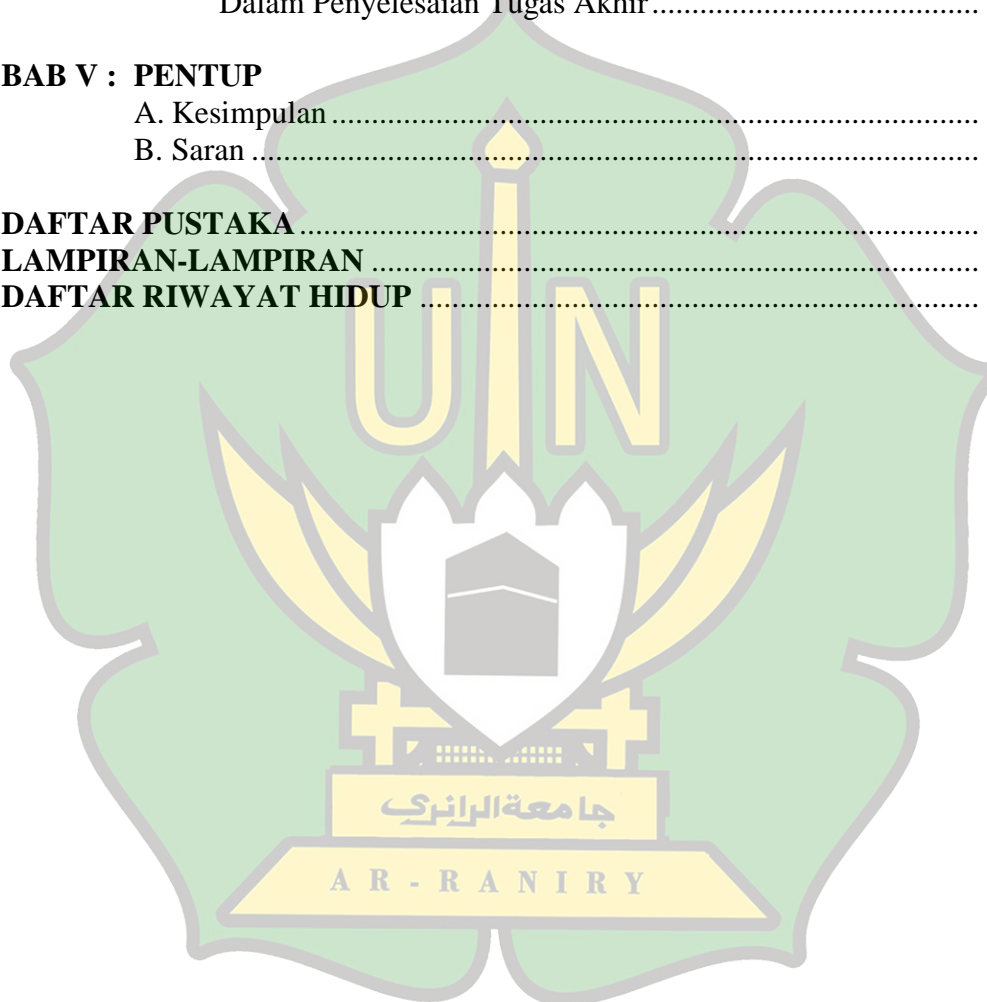 Dalam Penyelesaian Tugas Akhir.........................................
BAB V : PENTUP
A. Kesimpulan.................................................................................
B. Saran...........................................................................................
DAFTAR PUSTAKA.....................................................................................
LAMPIRAN-LAMPIRAN............................................................................
DAFTAR RIWAYAT HIDUP......................................................................
UIN
جامعة الرانري
AR-RANIRY